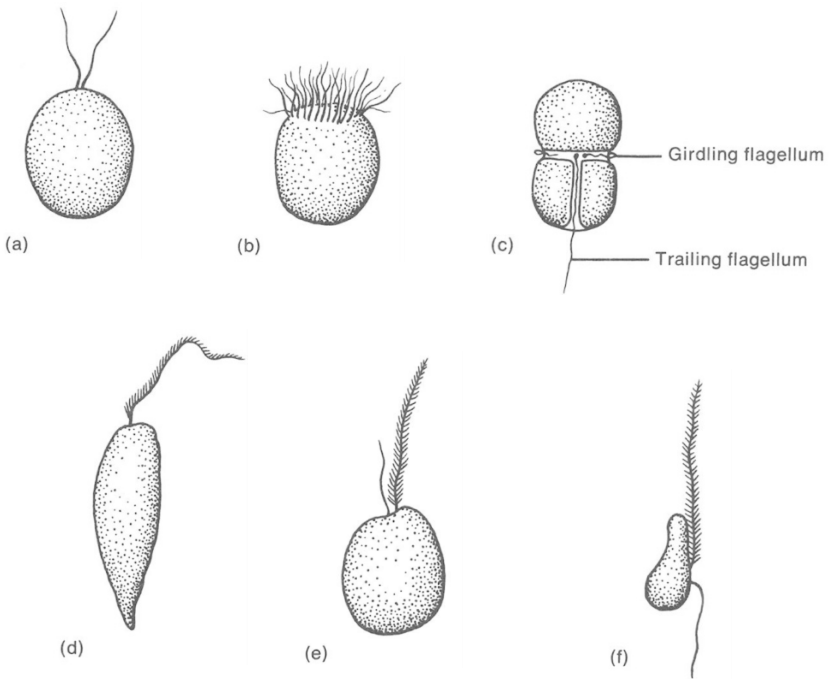 (a)
(b)
(c)
Girdling flagellum
Trailing flagellum
(d)
(e)
(f)